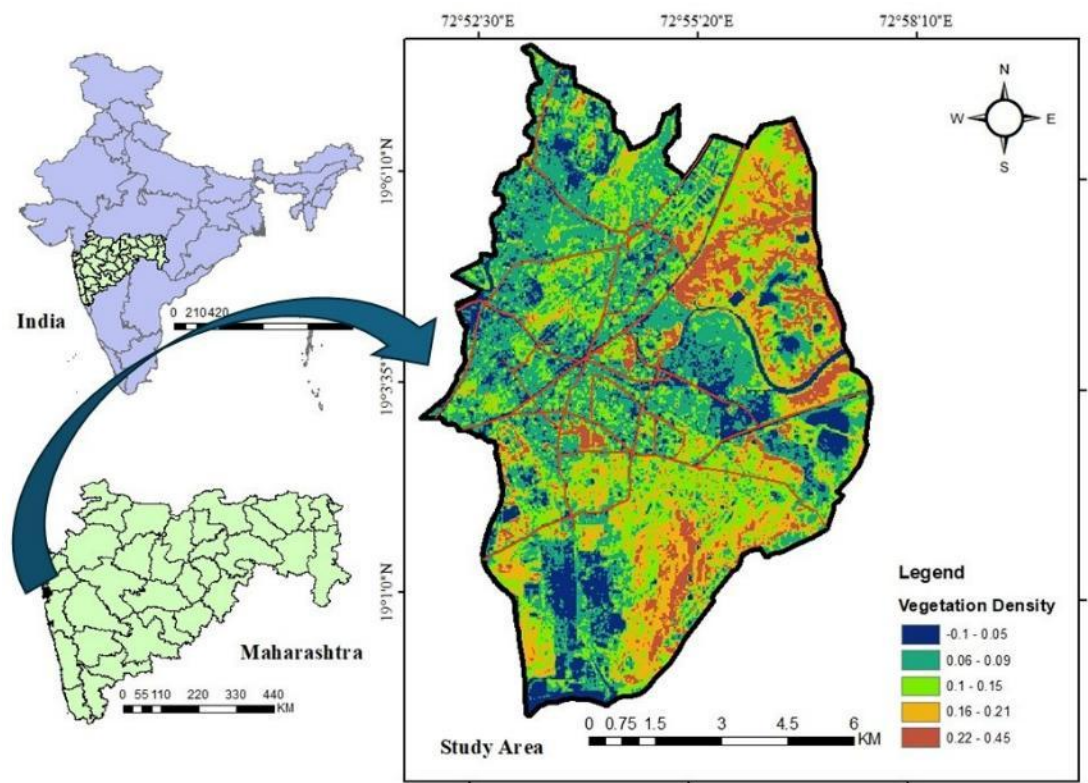 72°52'30"E 72°55'20"E 72°58'10"E
N
W E
S
19°6'10"N
India
0 210420
19°3'35"N
19°1'10"N
Maharashtra
0 55 110 220 330 440
KM
Legend
Vegetation Density
-0.1 - 0.05
0.06 - 0.09
0.1 - 0.15
0.16 - 0.21
0.22 - 0.45
0 0.75 1.5 3 4.5 6
KM
Study Area